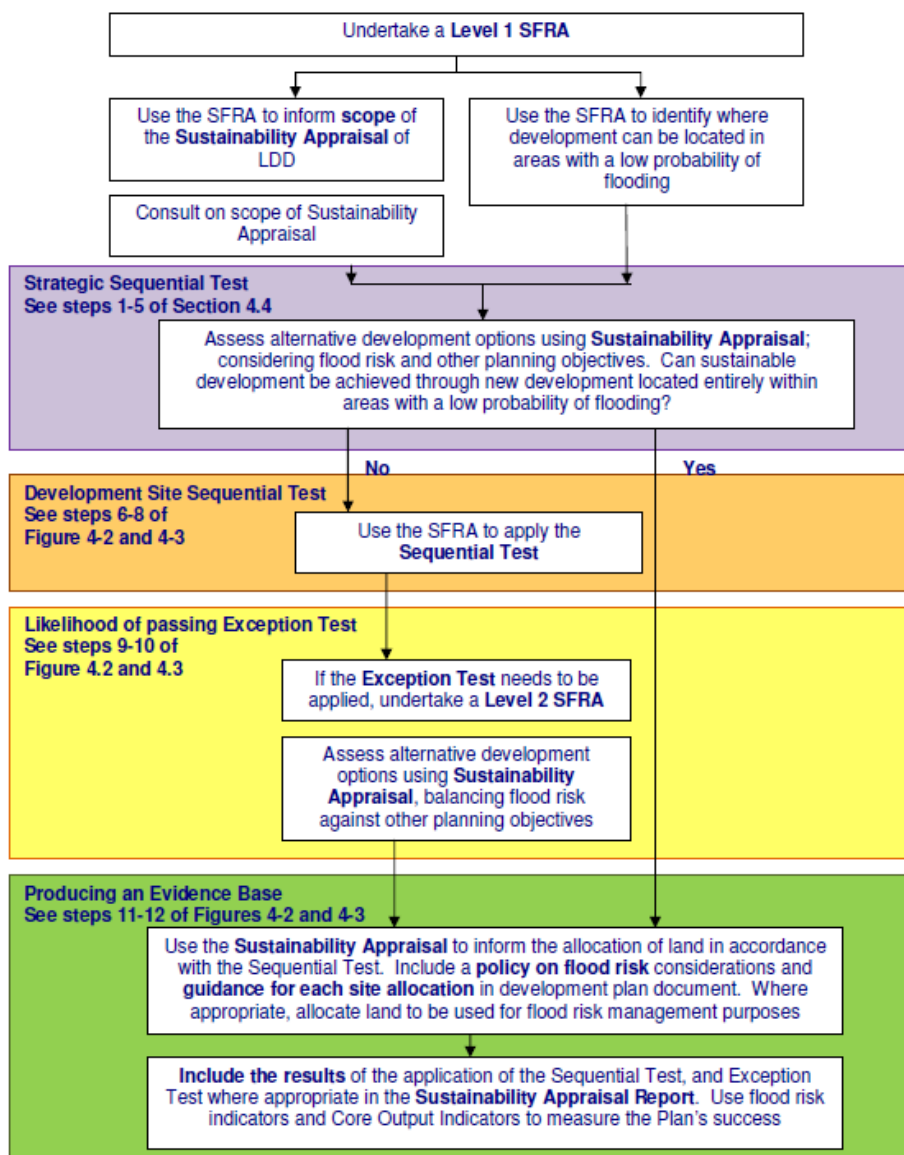 Undertake a Level 1 SFRA
Use the SFRA to inform scope of
the Sustainability Appraisal of
LDD
Use the SFRA to identify where
development can be located in
areas with a low probability of
flooding
Consult on scope of Sustainability
Appraisal
Strategic Sequential Test
See steps 1-5 of Section 4.4
Assess alternative development options using Sustainability Appraisal;
considering flood risk and other planning objectives. Can sustainable
development be achieved through new development located entirely within
areas with a low probability of flooding?
No
Yes
Development Site Sequential Test
See steps 6-8 of
Figure 4-2 and 4-3
Use the SFRA to apply the
Sequential Test
Likelihood of passing Exception Test
See steps 9-10 of
Figure 4.2 and 4.3
If the Exception Test needs to be
applied, undertake a Level 2 SFRA
Assess alternative development
options using Sustainability
Appraisal, balancing flood risk
against other planning objectives
Producing an Evidence Base
See steps 11-12 of Figures 4-2 and 4-3
Use the Sustainability Appraisal to inform the allocation of land in accordance
with the Sequential Test. Include a policy on flood risk considerations and
guidance for each site allocation in development plan document. Where
appropriate, allocate land to be used for flood risk management purposes
Include the results of the application of the Sequential Test, and Exception
Test where appropriate in the Sustainability Appraisal Report. Use flood risk
indicators and Core Output Indicators to measure the Plan's success